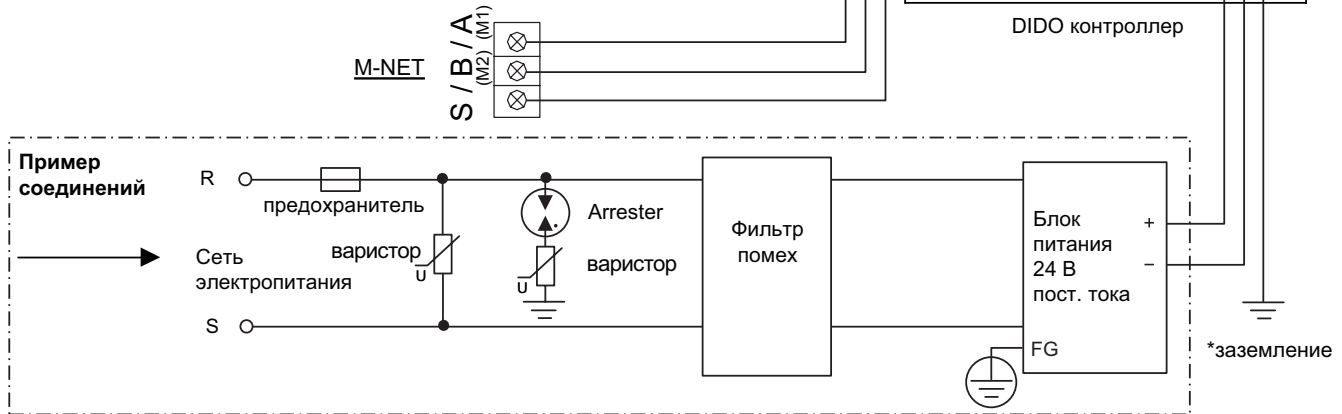 DIDO контроллер
M-NET
S / B / A
(M2) (M1)
Пример
соединений
R
предохранитель
Arrester
варистор
U
варистор
U
Сеть
электропитания
S
Фильтр
помех
Блок
питания
24 В
пост. тока
+
−
FG
*заземление